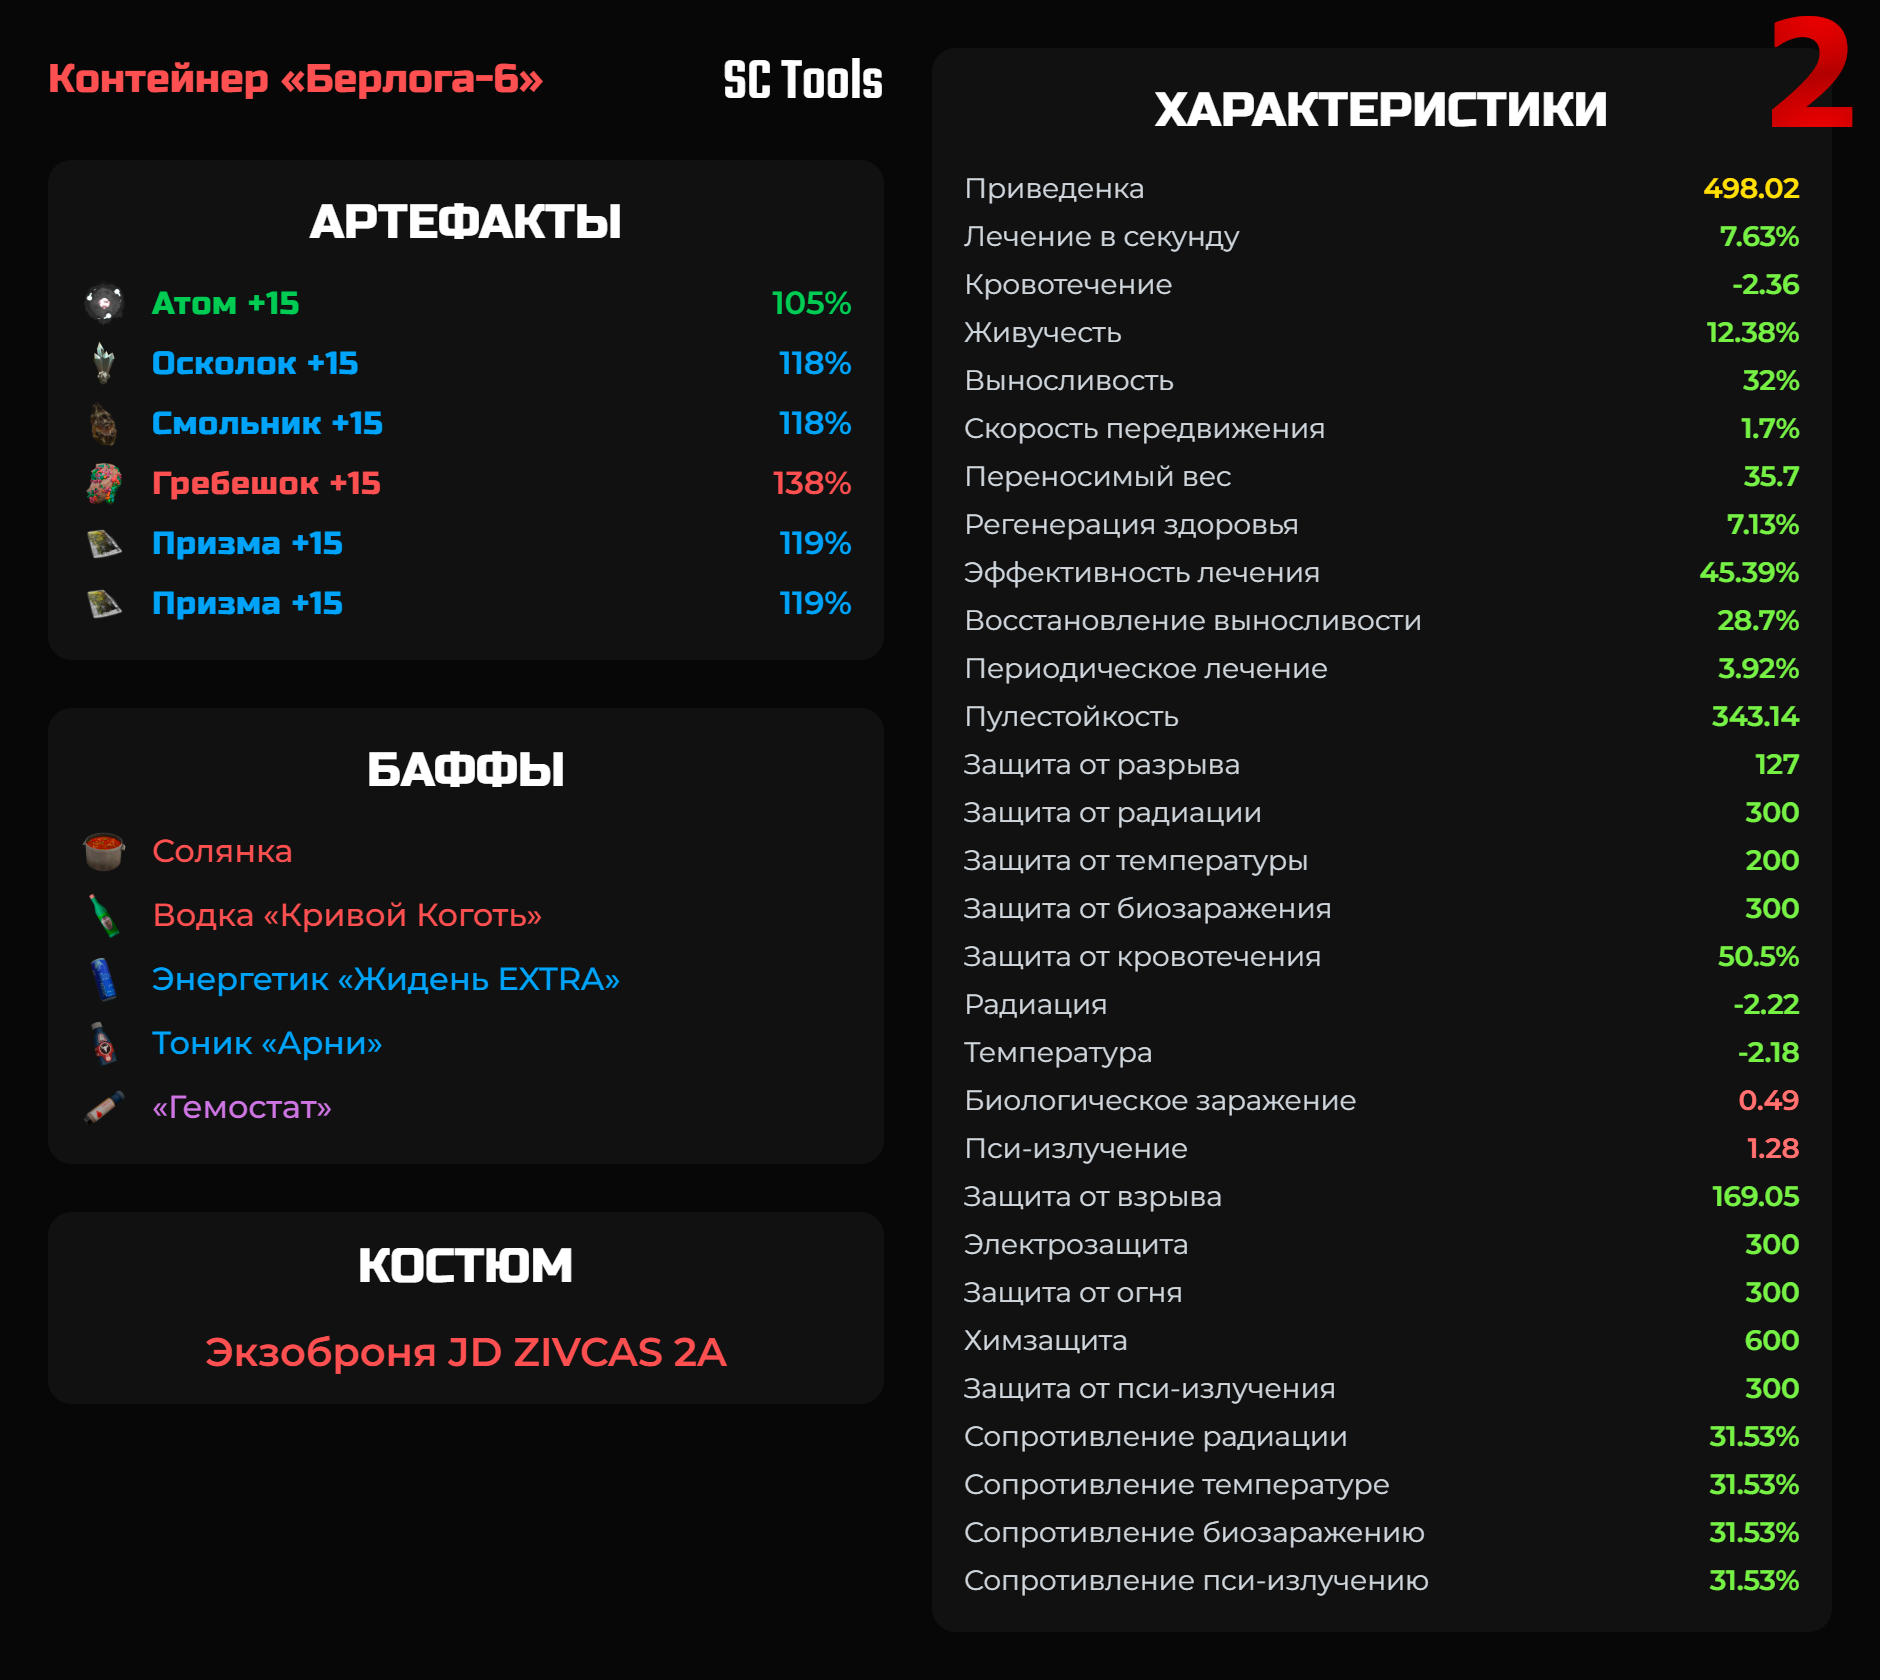 Контейнер «Берлога-6»
SC Tools
АРТЕФАКТЫ
Атом +15 105%
Осколок +15 118%
Смольник +15 118%
Гребешок +15 138%
Призма +15 119%
Призма +15 119%
БАФФЫ
Солянка
Водка «Кривой Коготь»
Энергетик «Жидень EXTRA»
Тоник «Арни»
«Гемостат»
КОСТЮМ
Экзоброня JD ZIVCAS 2A
2
ХАРАКТЕРИСТИКИ
Приведенка 498.02
Лечение в секунду 7.63%
Кровотечение -2.36
Живучесть 12.38%
Выносливость 32%
Скорость передвижения 1.7%
Переносимый вес 35.7
Регенерация здоровья 7.13%
Эффективность лечения 45.39%
Восстановление выносливости 28.7%
Периодическое лечение 3.92%
Пулестойкость 343.14
Защита от разрыва 127
Защита от радиации 300
Защита от температуры 200
Защита от биозаражения 300
Защита от кровотечения 50.5%
Радиация -2.22
Температура -2.18
Биологическое заражение 0.49
Пси-излучение 1.28
Защита от взрыва 169.05
Электрозащита 300
Защита от огня 300
Химзащита 600
Защита от пси-излучения 300
Сопротивление радиации 31.53%
Сопротивление температуре 31.53%
Сопротивление биозаражению 31.53%
Сопротивление пси-излучению 31.53%